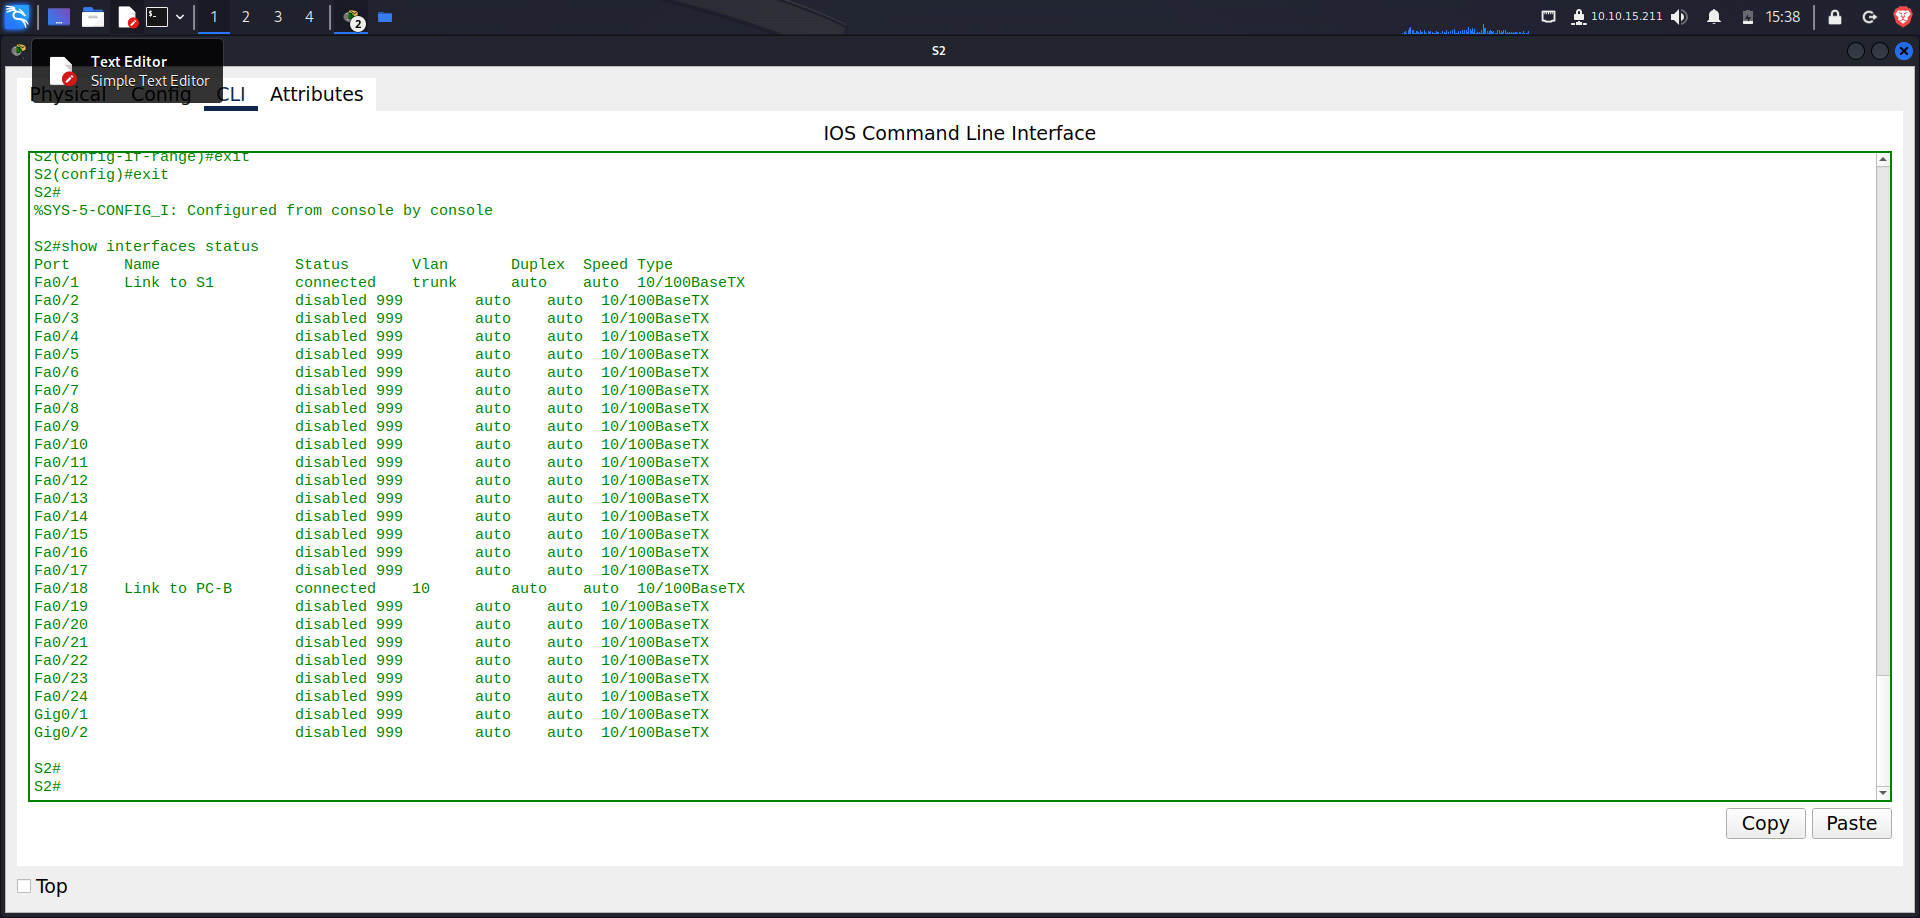 1 2 3 4 2 10.10.15.211 15:38
S2
Text Editor
Simple Text Editor
Physical Config CLI Attributes
IOS Command Line Interface
S2(config-if-range)#exit
S2(config)#exit
S2#
%SYS-5-CONFIG_I: Configured from console by console
S2#show interfaces status
Port Name Status Vlan Duplex Speed Type
Fa0/1 Link to S1 connected trunk auto auto 10/100BaseTX
Fa0/2 disabled 999 auto auto 10/100BaseTX
Fa0/3 disabled 999 auto auto 10/100BaseTX
Fa0/4 disabled 999 auto auto 10/100BaseTX
Fa0/5 disabled 999 auto auto 10/100BaseTX
Fa0/6 disabled 999 auto auto 10/100BaseTX
Fa0/7 disabled 999 auto auto 10/100BaseTX
Fa0/8 disabled 999 auto auto 10/100BaseTX
Fa0/9 disabled 999 auto auto 10/100BaseTX
Fa0/10 disabled 999 auto auto 10/100BaseTX
Fa0/11 disabled 999 auto auto 10/100BaseTX
Fa0/12 disabled 999 auto auto 10/100BaseTX
Fa0/13 disabled 999 auto auto 10/100BaseTX
Fa0/14 disabled 999 auto auto 10/100BaseTX
Fa0/15 disabled 999 auto auto 10/100BaseTX
Fa0/16 disabled 999 auto auto 10/100BaseTX
Fa0/17 disabled 999 auto auto 10/100BaseTX
Fa0/18 Link to PC-B connected 10 auto auto 10/100BaseTX
Fa0/19 disabled 999 auto auto 10/100BaseTX
Fa0/20 disabled 999 auto auto 10/100BaseTX
Fa0/21 disabled 999 auto auto 10/100BaseTX
Fa0/22 disabled 999 auto auto 10/100BaseTX
Fa0/23 disabled 999 auto auto 10/100BaseTX
Fa0/24 disabled 999 auto auto 10/100BaseTX
Gig0/1 disabled 999 auto auto 10/100BaseTX
Gig0/2 disabled 999 auto auto 10/100BaseTX
S2#
S2#
Copy Paste
Top